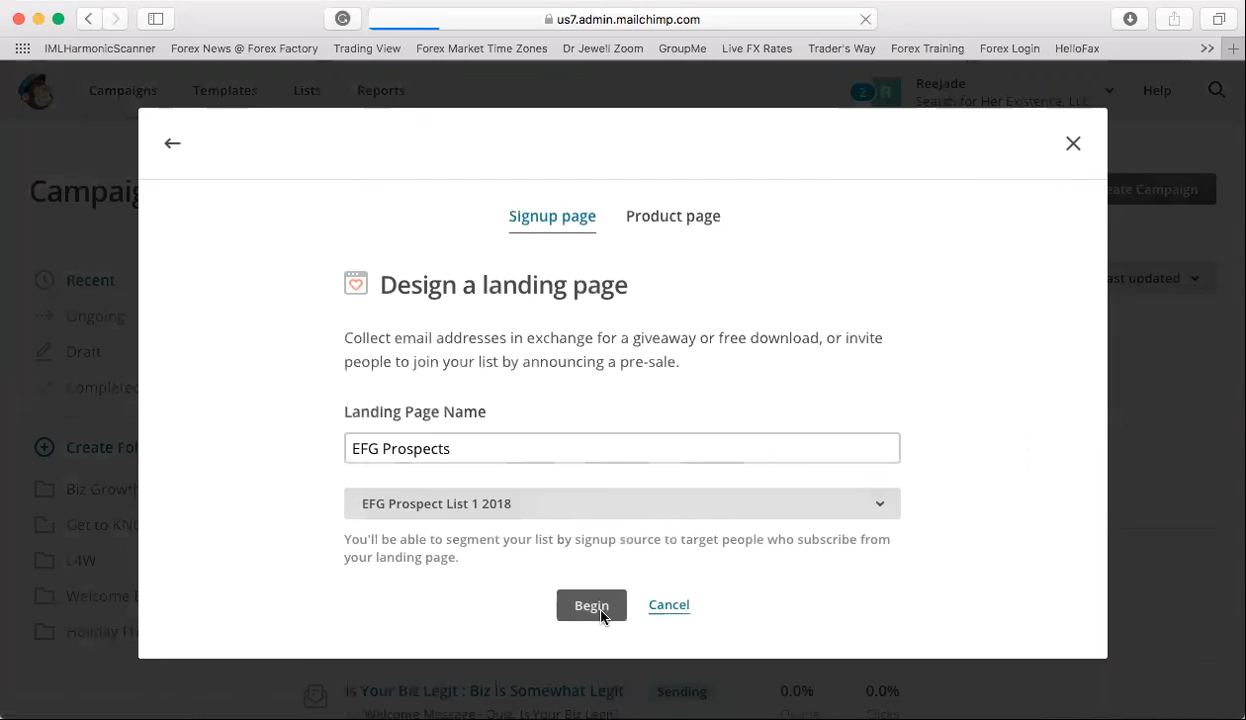 us7.admin.mailchimp.com
IMLHarmonicScanner Forex News @ Forex Factory Trading View Forex Market Time Zones Dr Jewell Zoom GroupMe Live FX Rates Trader's Way Forex Training Forex Login HelloFax
Campaigns Templates Lists Reports 2 R Reejade Help
Search for Her Existence, LLC
Campaig
eate Campaign
Signup page Product page
Recent
ast updated
Design a landing page
Ongoing
Draft
Collect email addresses in exchange for a giveaway or free download, or invite
people to join your list by announcing a pre-sale.
Completed
Landing Page Name
Create Fol
EFG Prospects
Biz Growth
EFG Prospect List 1 2018
Get to KNO
You'll be able to segment your list by signup source to target people who subscribe from
your landing page.
L4W
Welcome E
Begin Cancel
Holiday
Is Your Biz Legit : Biz Is Somewhat Legit Sending 0.0% 0.0%
Welcome Message - Quiz, Is Your Biz Legit Opens Clicks